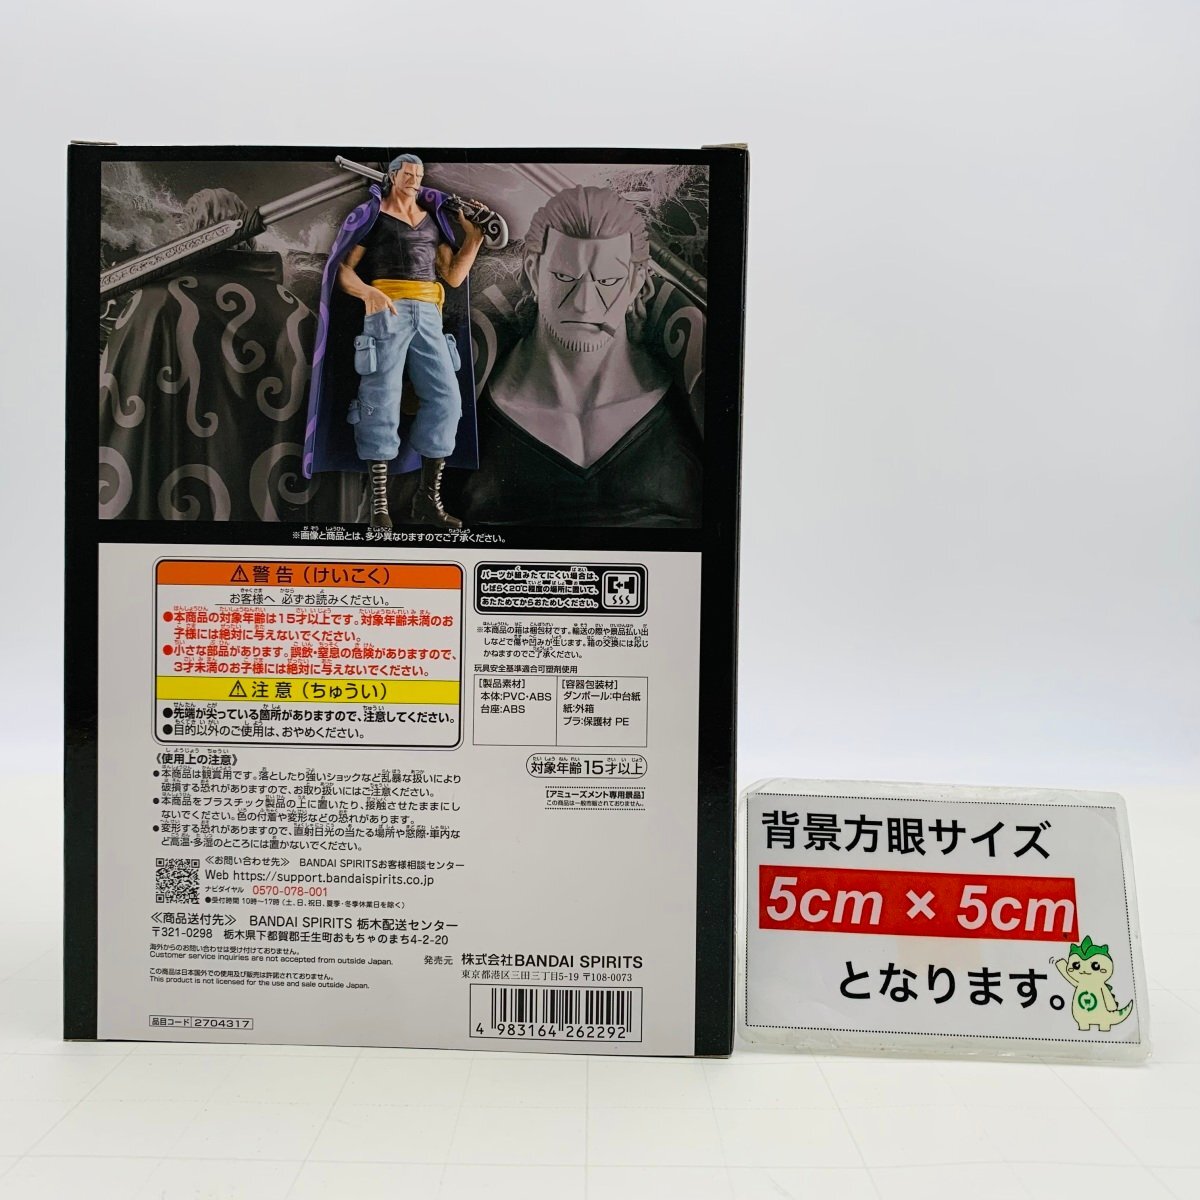 ※画像と商品とは、多少異なりますのでご了承ください。
⚠警告（けいこく）
お客様へ 必ずお読みください。
●本商品の対象年齢は15才以上です。対象年齢未満のお
子様には絶対に与えないでください。
●小さな部品があります。誤飲・窒息の危険がありますので、
3才未満のお子様には絶対に与えないでください。
⚠注意（ちゅうい）
●先端が尖っている箇所がありますので、注意してください。
●目的以外のご使用は、おやめください。
《使用上の注意》
●本商品は観賞用です。落としたり強いショックなど乱暴な扱いにより
破損する恐れがありますので、お取り扱いにはご注意ください。
●本商品をプラスチック製品の上に置いたり、接触させたままにし
ないでください。色の付着や変形などの恐れがあります。
●変形する恐れがありますので、直射日光の当たる場所や窓際・車内な
ど高温・多湿のところには置かないでください。
≪お問い合わせ先≫ BANDAI SPIRITSお客様相談センター
Web https://support.bandaispirits.co.jp
ナビダイヤル 0570-078-001
●受付時間 10時～17時（土、日、祝日、夏季・冬季休業日を除く）
≪商品送付先≫ BANDAI SPIRITS 栃木配送センター
〒321-0298 栃木県下都賀郡壬生町おもちゃのまち4-2-20
海外からのお問い合わせは受け付けておりません。
Customer service inquiries are not accepted from outside Japan.
この商品は日本国外での使用及び販売は許諾されておりません。
This product is not licensed for the use and sale outside Japan.
品目コード 2704317
パーツが組みたてにくい場合は、
しばらく20℃程度の場所に置いて、
あたためてからおためしください。
※本商品の箱は梱包材です。輸送の際や景品払い出
しなどで傷や凹みが生じます。箱の交換には応じ
かねますのでご了承ください。
玩具安全基準適合可塑剤使用
【製品素材】
本体:PVC・ABS
台座:ABS
【容器包装材】
ダンボール:中台紙
紙:外箱
プラ:保護材 PE
対象年齢15才以上
【アミューズメント専用景品】
この商品は一般市販されておりません。
発売元 株式会社BANDAI SPIRITS
東京都港区三田三丁目5-19 〒108-0073
4 983164 262292
背景方眼サイズ
5cm × 5cm
となります。